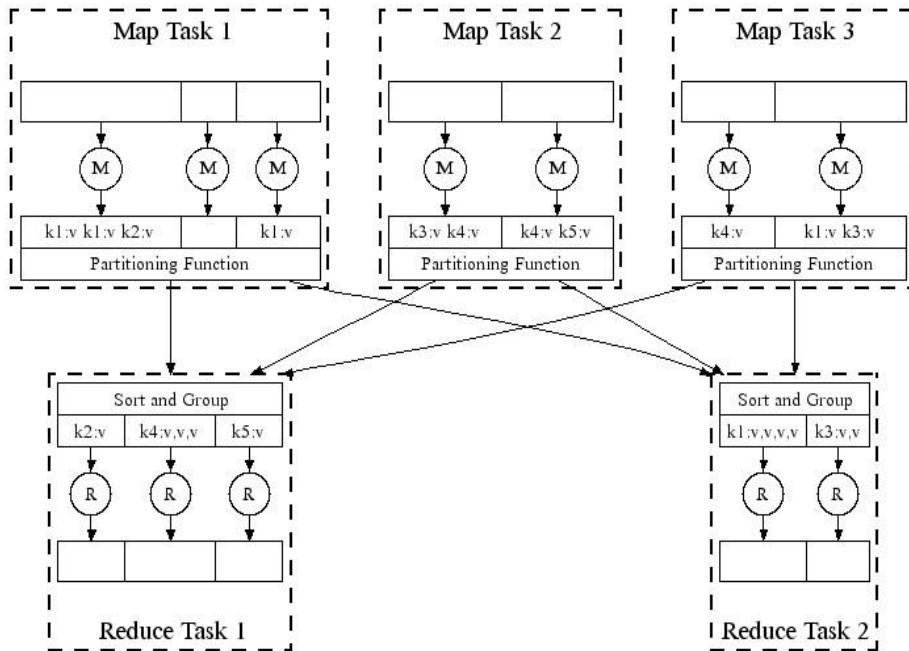 Map Task 1
Map Task 2
Map Task 3
M
M
M
M
M
M
M
k1:v k1:v k2:v
k1:v
k3:v k4:v
k4:v k5:v
k4:v
k1:v k3:v
Partitioning Function
Partitioning Function
Partitioning Function
Sort and Group
Sort and Group
k2:v
k4:v,v,v
k5:v
k1:v,v,v,v
k3:v,v
R
R
R
R
R
Reduce Task 1
Reduce Task 2